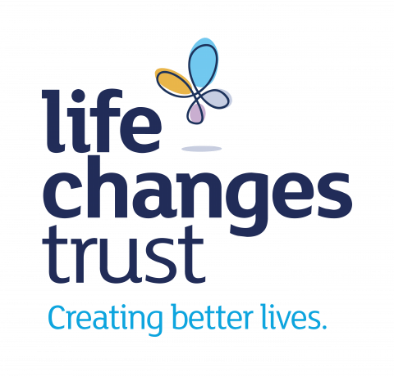 life
changes
trust
Creating better lives.